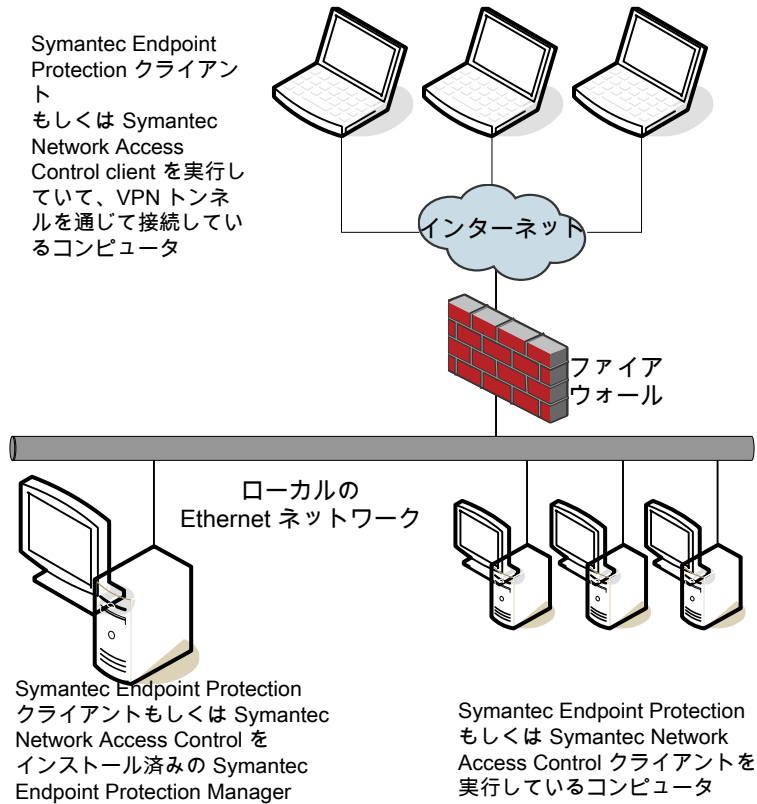 Symantec Endpoint
Protection クライアン
ト
もしくは Symantec
Network Access
Control client を実行し
ていて、VPN トンネ
ルを通じて接続してい
るコンピュータ
インターネット
ファイア
ウォール
ローカルの
Ethernet ネットワーク
Symantec Endpoint Protection
クライアントもしくは Symantec
Network Access Control を
インストール済みの Symantec
Endpoint Protection Manager
Symantec Endpoint Protection
もしくは Symantec Network
Access Control クライアントを
実行しているコンピュータ